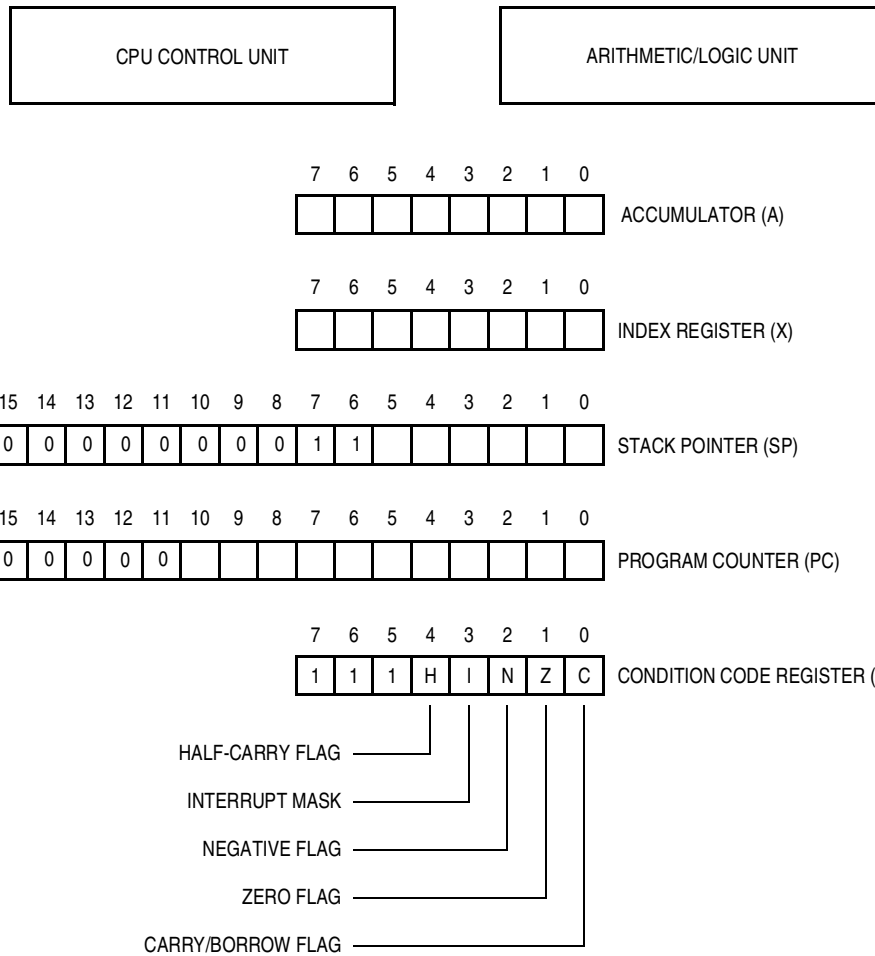 CPU CONTROL UNIT
ARITHMETIC/LOGIC UNIT
7 6 5 4 3 2 1 0
ACCUMULATOR (A)
7 6 5 4 3 2 1 0
INDEX REGISTER (X)
15 14 13 12 11 10 9 8 7 6 5 4 3 2 1 0
0 0 0 0 0 0 0 0 1 1 STACK POINTER (SP)
15 14 13 12 11 10 9 8 7 6 5 4 3 2 1 0
0 0 0 0 0 PROGRAM COUNTER (PC)
7 6 5 4 3 2 1 0
1 1 1 H I N Z C CONDITION CODE REGISTER (
HALF-CARRY FLAG
INTERRUPT MASK
NEGATIVE FLAG
ZERO FLAG
CARRY/BORROW FLAG